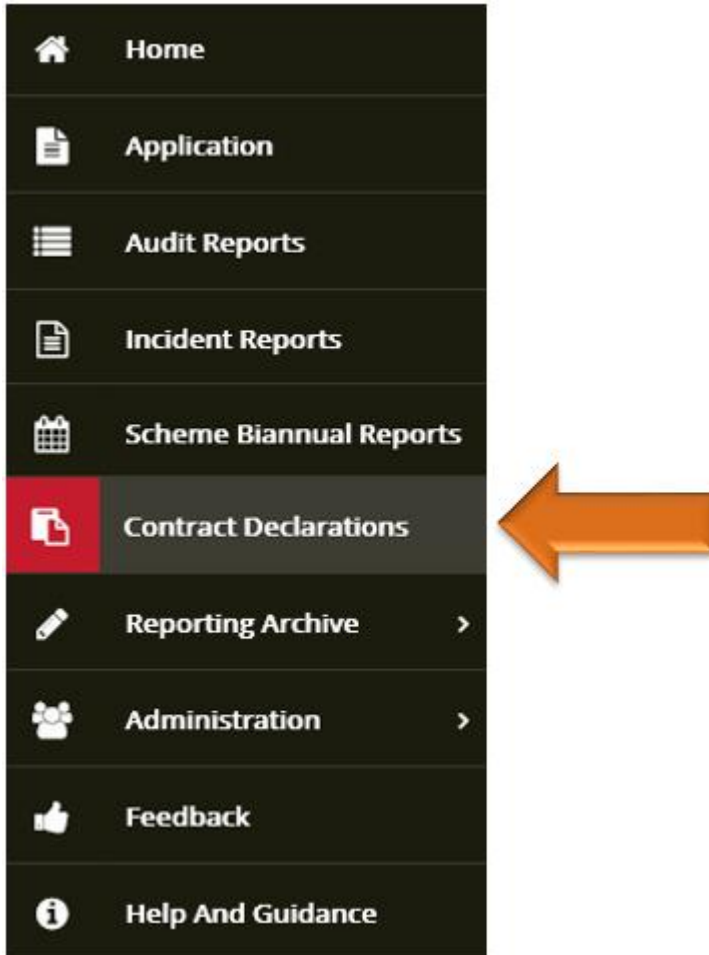 Home
Application
Audit Reports
Incident Reports
Scheme Biannual Reports
Contract Declarations
Reporting Archive
Administration
Feedback
Help And Guidance